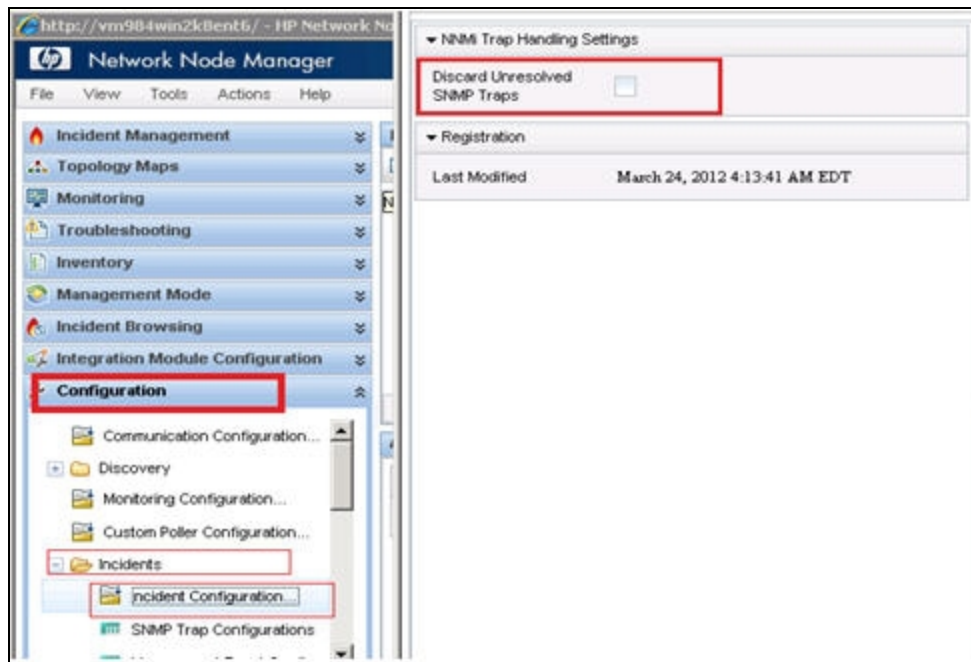 http://vm984win2k8ent6/ - HP Network No
hp Network Node Manager
File View Tools Actions Help
Incident Management
Topology Maps
Monitoring
Troubleshooting
Inventory
Management Mode
Incident Browsing
Integration Module Configuration
Configuration
Communication Configuration...
Discovery
Monitoring Configuration...
Custom Poller Configuration...
Incidents
ncident Configuration...
SNMP Trap Configurations
NNMi Trap Handling Settings
Discard Unresolved
SNMP Traps
Registration
Last Modified March 24, 2012 4:13:41 AM EDT